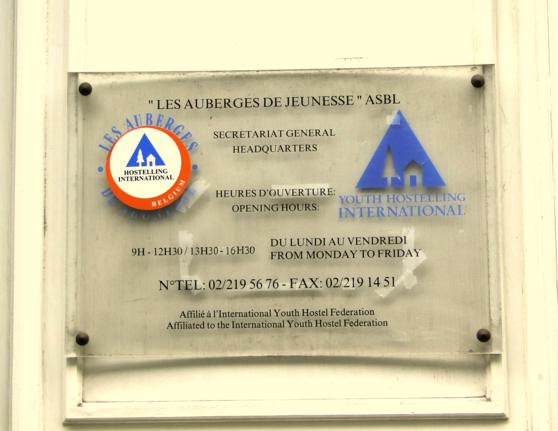 " LES AUBERGES DE JEUNESSE " ASBL
LES AUBERGES
HOSTELLING
INTERNATIONAL
BELGIUM
SECRETARIAT GENERAL
HEADQUARTERS
HEURES D'OUVERTURE:
OPENING HOURS:
YOUTH HOSTELLING
INTERNATIONAL
9H - 12H30 / 13H30 - 16H30
DU LUNDI AU VENDREDI
FROM MONDAY TO FRIDAY
N°TEL: 02/219 56 76 - FAX: 02/219 14 51
Affilié à l'International Youth Hostel Federation
Affiliated to the International Youth Hostel Federation